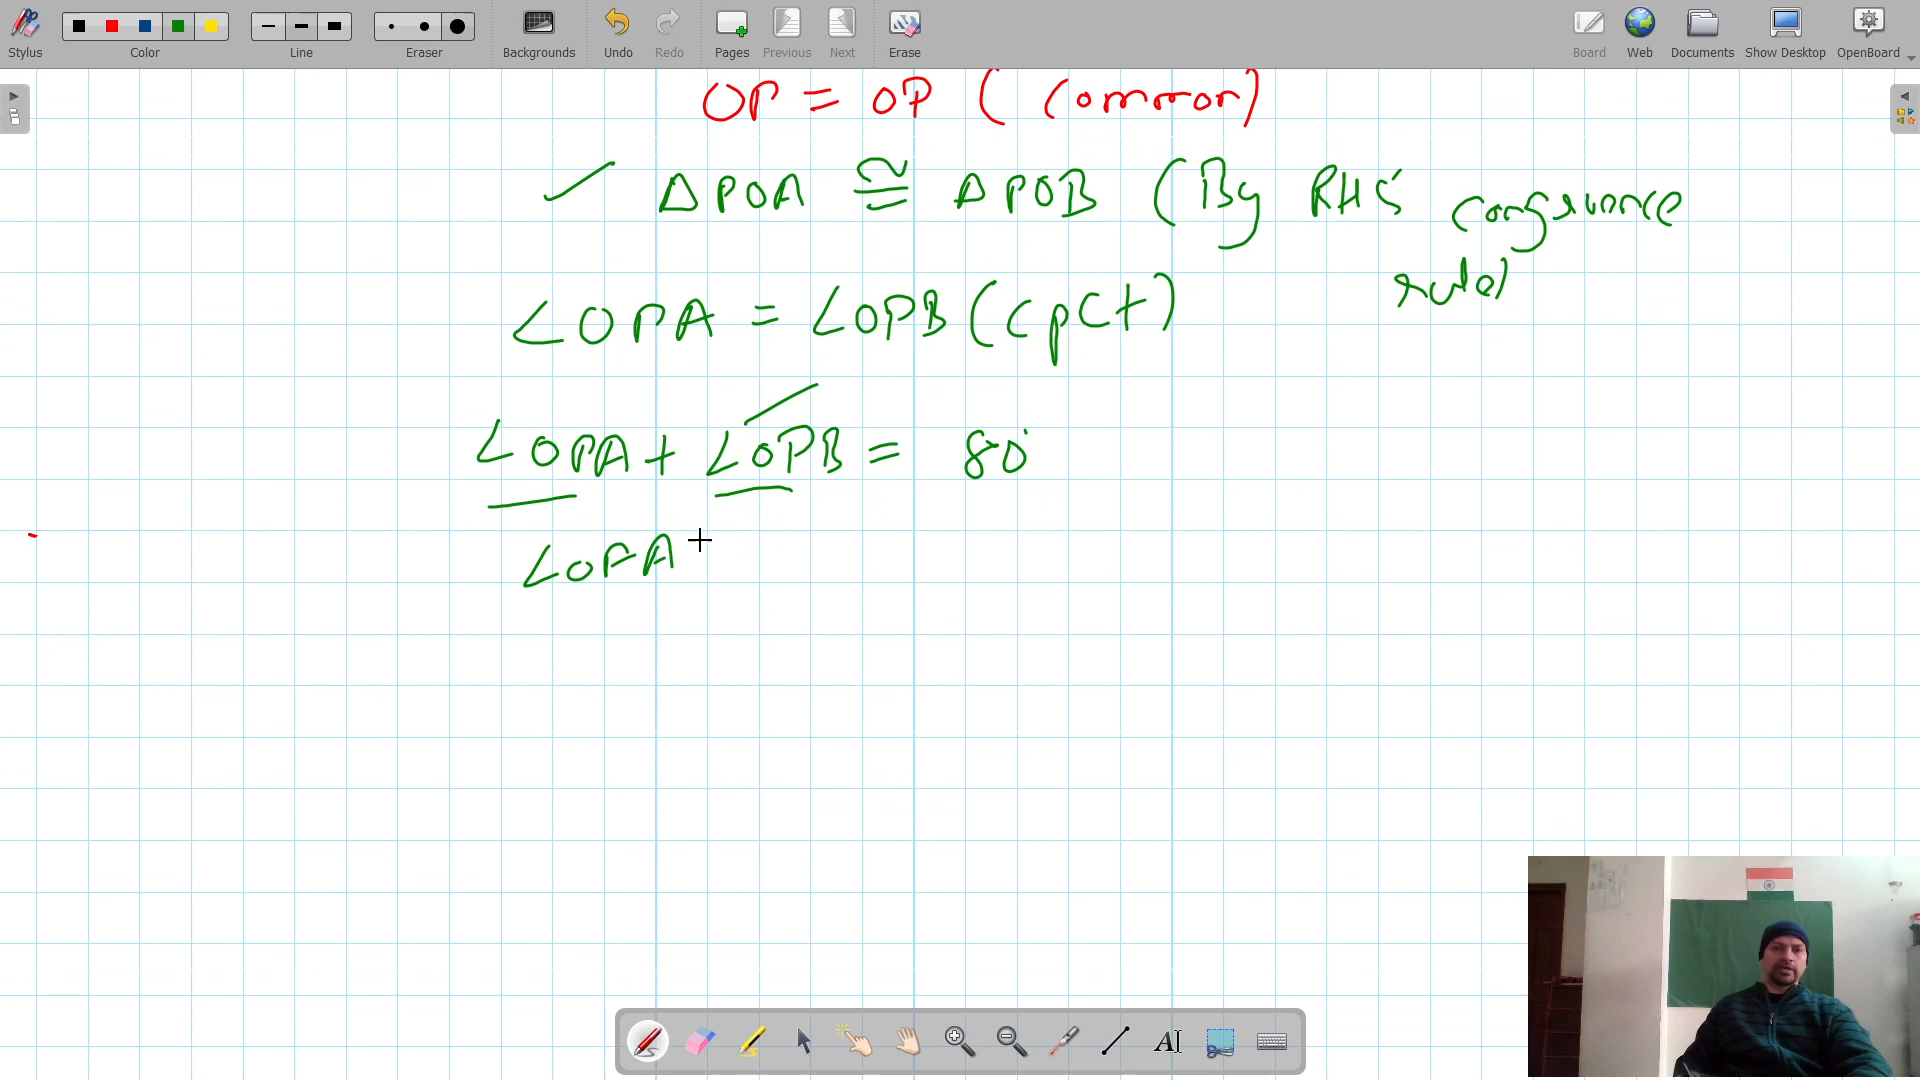 Stylus Color Line Eraser Backgrounds Undo Redo Pages Previous Next Erase Board Web Documents Show Desktop OpenBoard
OP = OP ( Common)
✓ ΔPOA ≅ ΔPOB (By RHS congruence
rule)
∠OPA = ∠OPB (CpCt)
∠OPA + ∠OPB = 80°
∠OPA